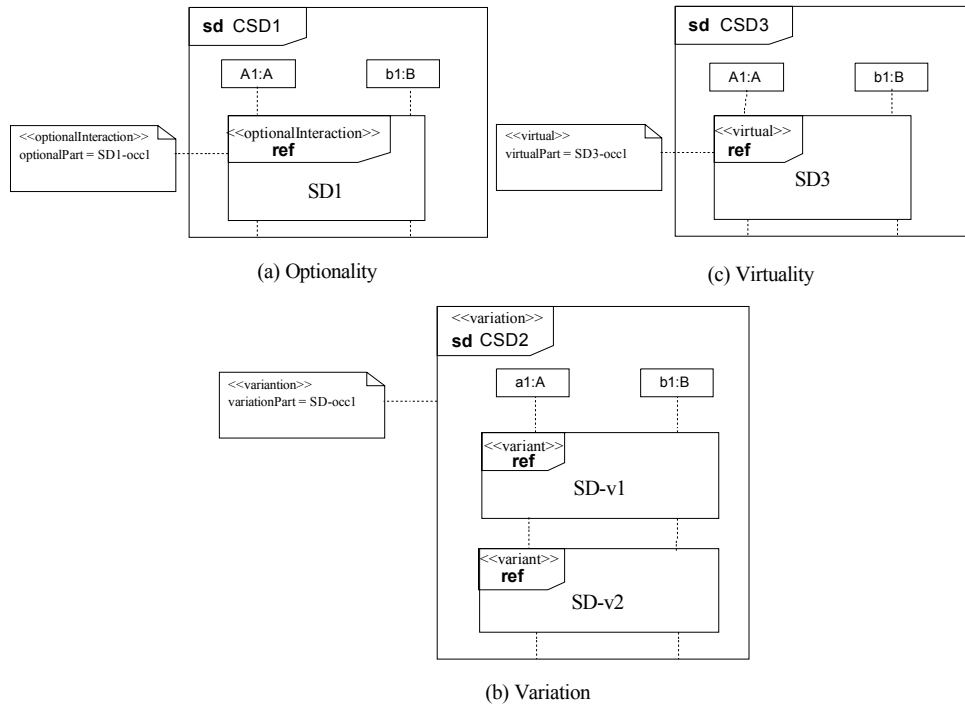 sd CSD1
A1:A
b1:B
<<optionalInteraction>>
optionalPart = SD1-occ1
<<optionalInteraction>>
ref
SD1
(a) Optionality
sd CSD3
A1:A
b1:B
<<virtual>>
virtualPart = SD3-occ1
<<virtual>>
ref
SD3
(c) Virtuality
<<variation>>
sd CSD2
a1:A
b1:B
<<variantion>>
variationPart = SD-occ1
<<variant>>
ref
SD-v1
<<variant>>
ref
SD-v2
(b) Variation